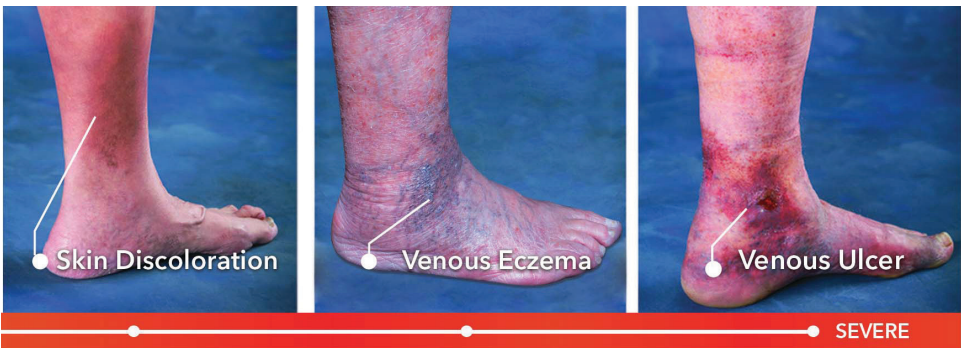 Skin Discoloration
Venous Eczema
Venous Ulcer
SEVERE